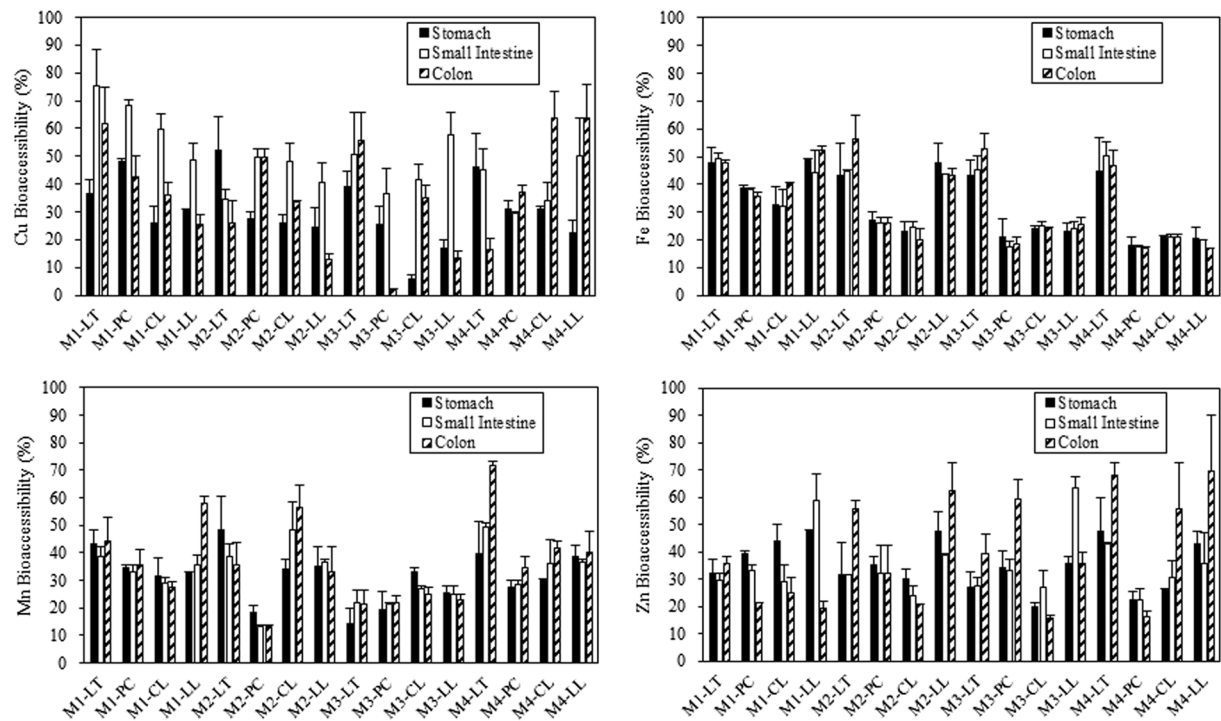 Cu Bioaccessibility (%)
100
90
80
70
60
50
40
30
20
10
0
Stomach
Small Intestine
Colon
M1-LT
M1-PC
M1-CL
M1-LL
M2-LT
M2-PC
M2-CL
M2-LL
M3-LT
M3-PC
M3-CL
M3-LL
M4-LT
M4-PC
M4-CL
M4-LL
Fe Bioaccessibility (%)
100
90
80
70
60
50
40
30
20
10
0
Stomach
Small Intestine
Colon
M1-LT
M1-PC
M1-CL
M1-LL
M2-LT
M2-PC
M2-CL
M2-LL
M3-LT
M3-PC
M3-CL
M3-LL
M4-LT
M4-PC
M4-CL
M4-LL
Mn Bioaccessibility (%)
100
90
80
70
60
50
40
30
20
10
0
Stomach
Small Intestine
Colon
M1-LT
M1-PC
M1-CL
M1-LL
M2-LT
M2-PC
M2-CL
M2-LL
M3-LT
M3-PC
M3-CL
M3-LL
M4-LT
M4-PC
M4-CL
M4-LL
Zn Bioaccessibility (%)
100
90
80
70
60
50
40
30
20
10
0
Stomach
Small Intestine
Colon
M1-LT
M1-PC
M1-CL
M1-LL
M2-LT
M2-PC
M2-CL
M2-LL
M3-LT
M3-PC
M3-CL
M3-LL
M4-LT
M4-PC
M4-CL
M4-LL